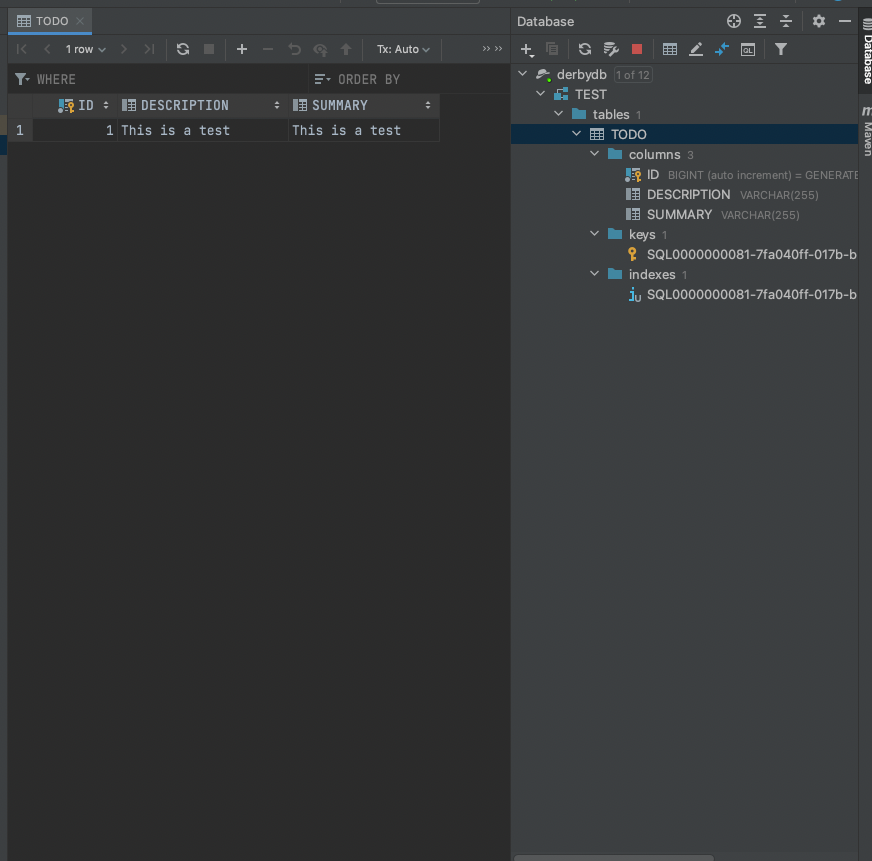 TODO
1 row
Tx: Auto
WHERE
ORDER BY
ID DESCRIPTION SUMMARY
1 1 This is a test This is a test
Database
derbydb 1 of 12
TEST
tables 1
TODO
columns 3
ID BIGINT (auto increment) = GENERATE
DESCRIPTION VARCHAR(255)
SUMMARY VARCHAR(255)
keys 1
SQL0000000081-7fa040ff-017b-b
indexes 1
SQL0000000081-7fa040ff-017b-b
Database
Maven